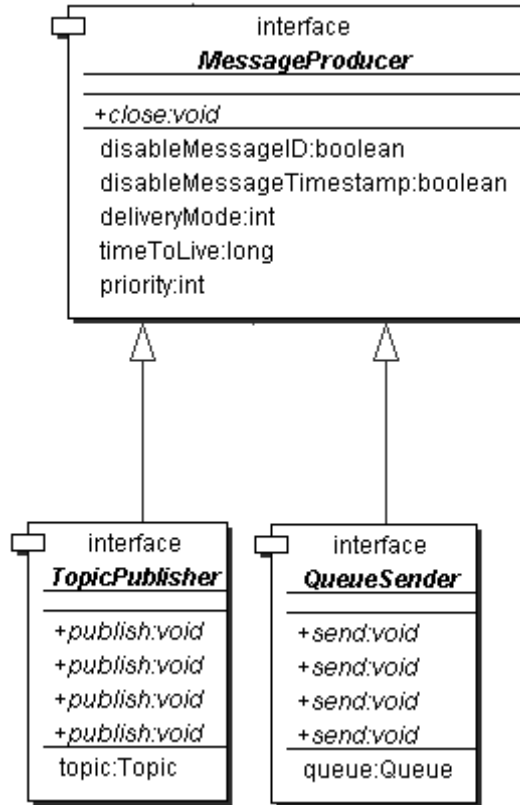 interface
MessageProducer
+close:void
disableMessageID:boolean
disableMessageTimestamp:boolean
deliveryMode:int
timeToLive:long
priority:int
interface
TopicPublisher
+publish:void
+publish:void
+publish:void
+publish:void
topic:Topic
interface
QueueSender
+send:void
+send:void
+send:void
+send:void
queue:Queue